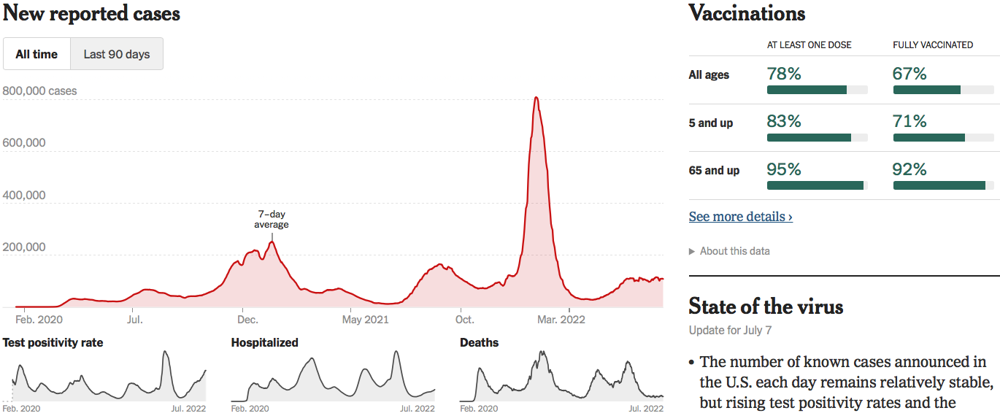 New reported cases
All time
Last 90 days
800,000 cases
600,000
400,000
200,000
7–day
average
Feb. 2020
Jul.
Dec.
May 2021
Oct.
Mar. 2022
Test positivity rate
Feb. 2020
Jul. 2022
Hospitalized
Feb. 2020
Jul. 2022
Deaths
Feb. 2020
Jul. 2022
Vaccinations
AT LEAST ONE DOSE
FULLY VACCINATED
All ages
78%
67%
5 and up
83%
71%
65 and up
95%
92%
See more details ›
▶ About this data
State of the virus
Update for July 7
• The number of known cases announced in
the U.S. each day remains relatively stable,
but rising test positivity rates and the